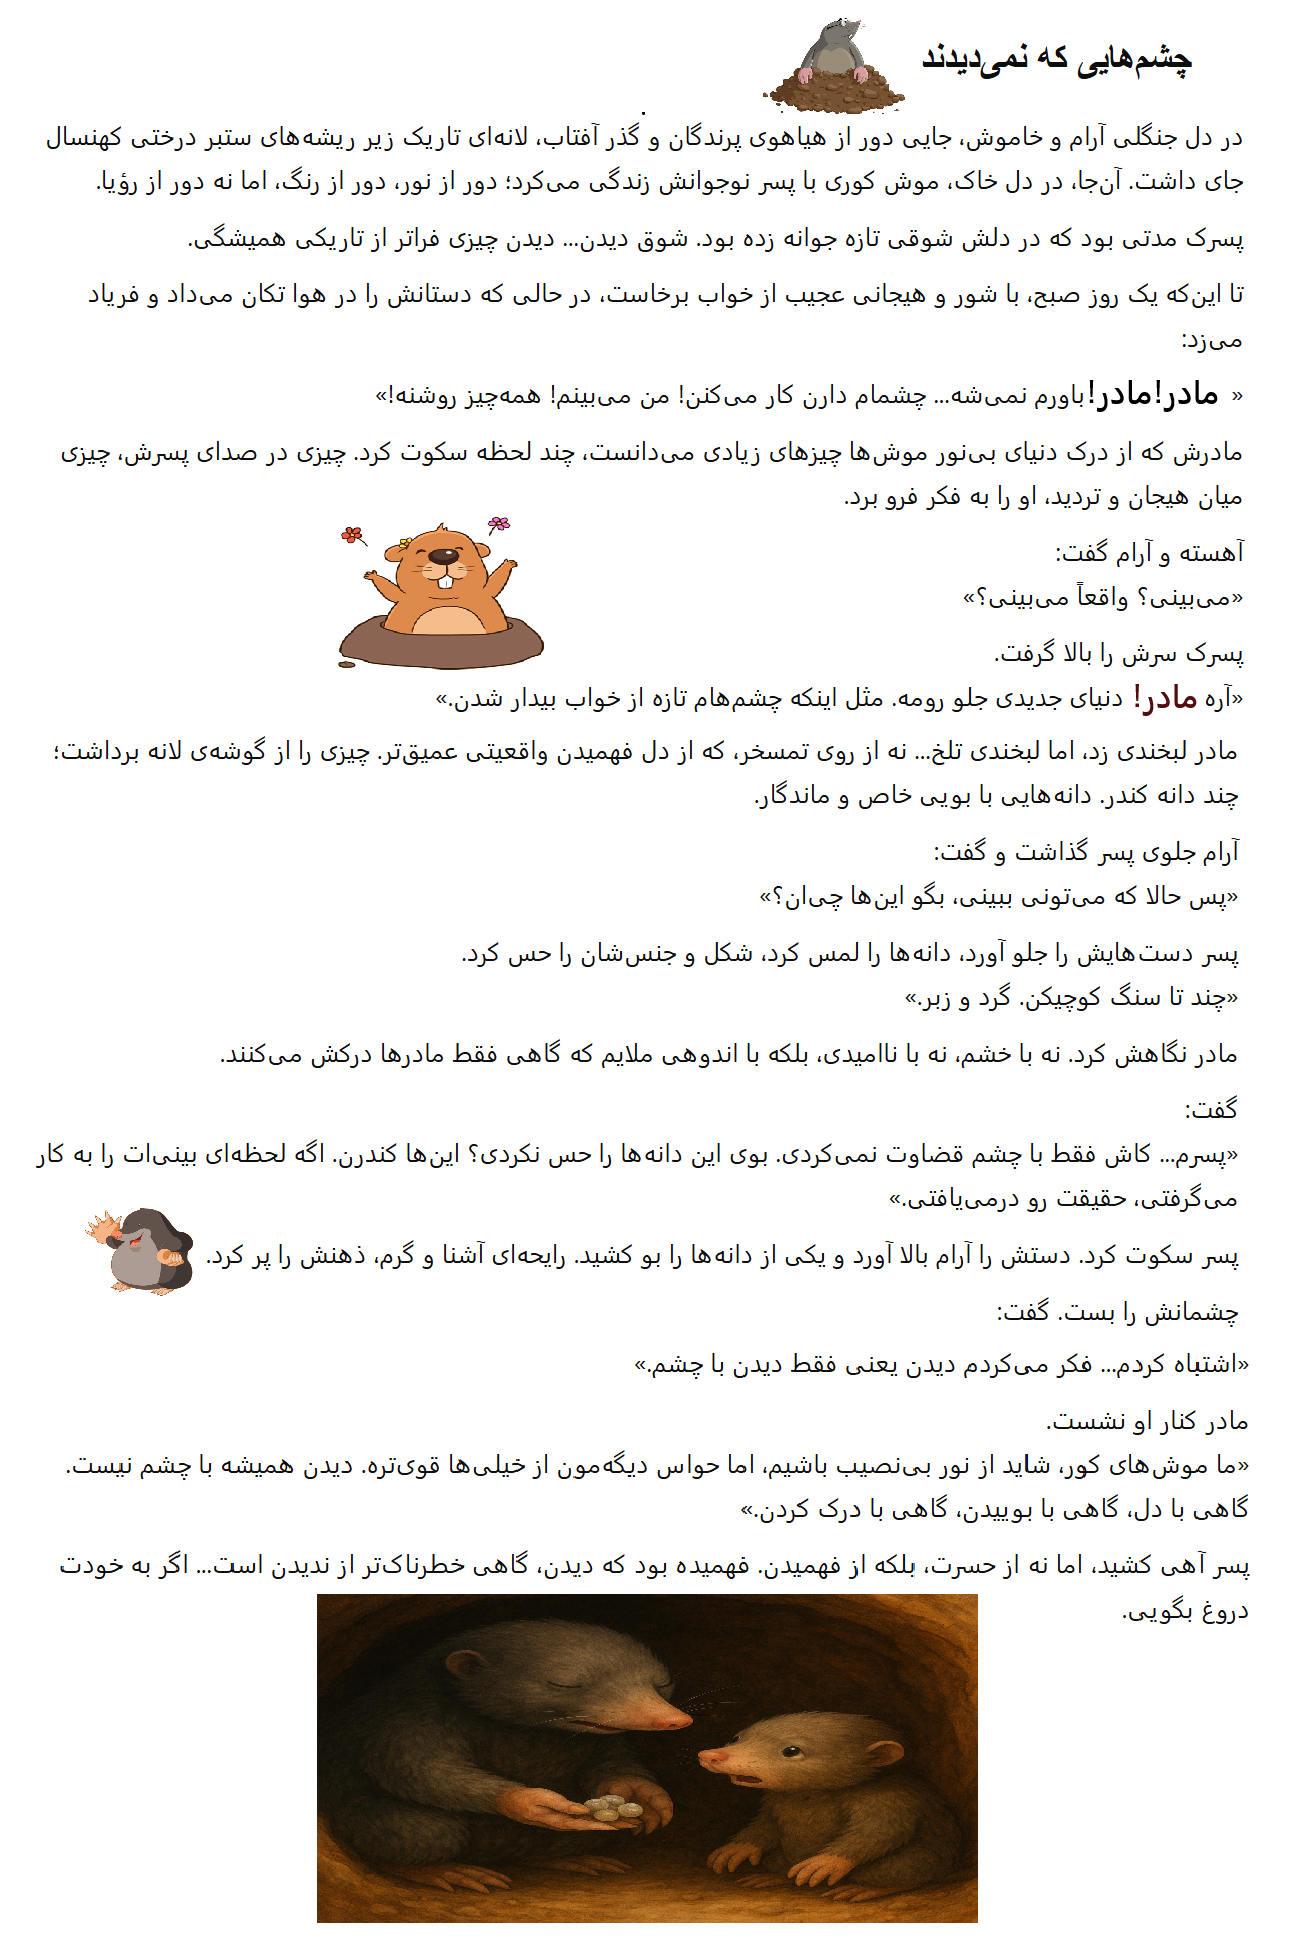 چشم‌هایی که نمی‌دیدند
در دل جنگلی آرام و خاموش، جایی دور از هیاهوی پرندگان و گذر آفتاب، لانه‌ای تاریک زیر ریشه‌های ستبر درختی کهنسال
جای داشت. آن‌جا، در دل خاک، موش کوری با پسر نوجوانش زندگی می‌کرد؛ دور از نور، دور از رنگ، اما نه دور از رؤیا.
پسرک مدتی بود که در دلش شوقی تازه جوانه زده بود. شوق دیدن... دیدن چیزی فراتر از تاریکی همیشگی.
تا این‌که یک روز صبح، با شور و هیجانی عجیب از خواب برخاست، در حالی که دستانش را در هوا تکان می‌داد و فریاد
می‌زد:
« مادر!مادر!باورم نمی‌شه... چشمام دارن کار می‌کنن! من می‌بینم! همه‌چیز روشنه!»
مادرش که از درک دنیای بی‌نور موش‌ها چیزهای زیادی می‌دانست، چند لحظه سکوت کرد. چیزی در صدای پسرش، چیزی
میان هیجان و تردید، او را به فکر فرو برد.
آهسته و آرام گفت:
«می‌بینی؟ واقعاً می‌بینی؟»
پسرک سرش را بالا گرفت.
«آره مادر! دنیای جدیدی جلو رومه. مثل اینکه چشم‌هام تازه از خواب بیدار شدن.»
مادر لبخندی زد، اما لبخندی تلخ... نه از روی تمسخر، که از دل فهمیدن واقعیتی عمیق‌تر. چیزی را از گوشه‌ی لانه برداشت؛
چند دانه کندر. دانه‌هایی با بویی خاص و ماندگار.
آرام جلوی پسر گذاشت و گفت:
«پس حالا که می‌تونی ببینی، بگو این‌ها چی‌ان؟»
پسر دست‌هایش را جلو آورد، دانه‌ها را لمس کرد، شکل و جنس‌شان را حس کرد.
«چند تا سنگ کوچیکن. گرد و زبر.»
مادر نگاهش کرد. نه با خشم، نه با ناامیدی، بلکه با اندوهی ملایم که گاهی فقط مادرها درکش می‌کنند.
گفت:
«پسرم... کاش فقط با چشم قضاوت نمی‌کردی. بوی این دانه‌ها را حس نکردی؟ این‌ها کندرن. اگه لحظه‌ای بینی‌ات را به کار
می‌گرفتی، حقیقت رو درمی‌یافتی.»
پسر سکوت کرد. دستش را آرام بالا آورد و یکی از دانه‌ها را بو کشید. رایحه‌ای آشنا و گرم، ذهنش را پر کرد.
چشمانش را بست. گفت:
«اشتباه کردم... فکر می‌کردم دیدن یعنی فقط دیدن با چشم.»
مادر کنار او نشست.
«ما موش‌های کور، شاید از نور بی‌نصیب باشیم، اما حواس دیگه‌مون از خیلی‌ها قوی‌تره. دیدن همیشه با چشم نیست.
گاهی با دل، گاهی با بوییدن، گاهی با درک کردن.»
پسر آهی کشید، اما نه از حسرت، بلکه از فهمیدن. فهمیده بود که دیدن، گاهی خطرناک‌تر از ندیدن است... اگر به خودت
دروغ بگویی.